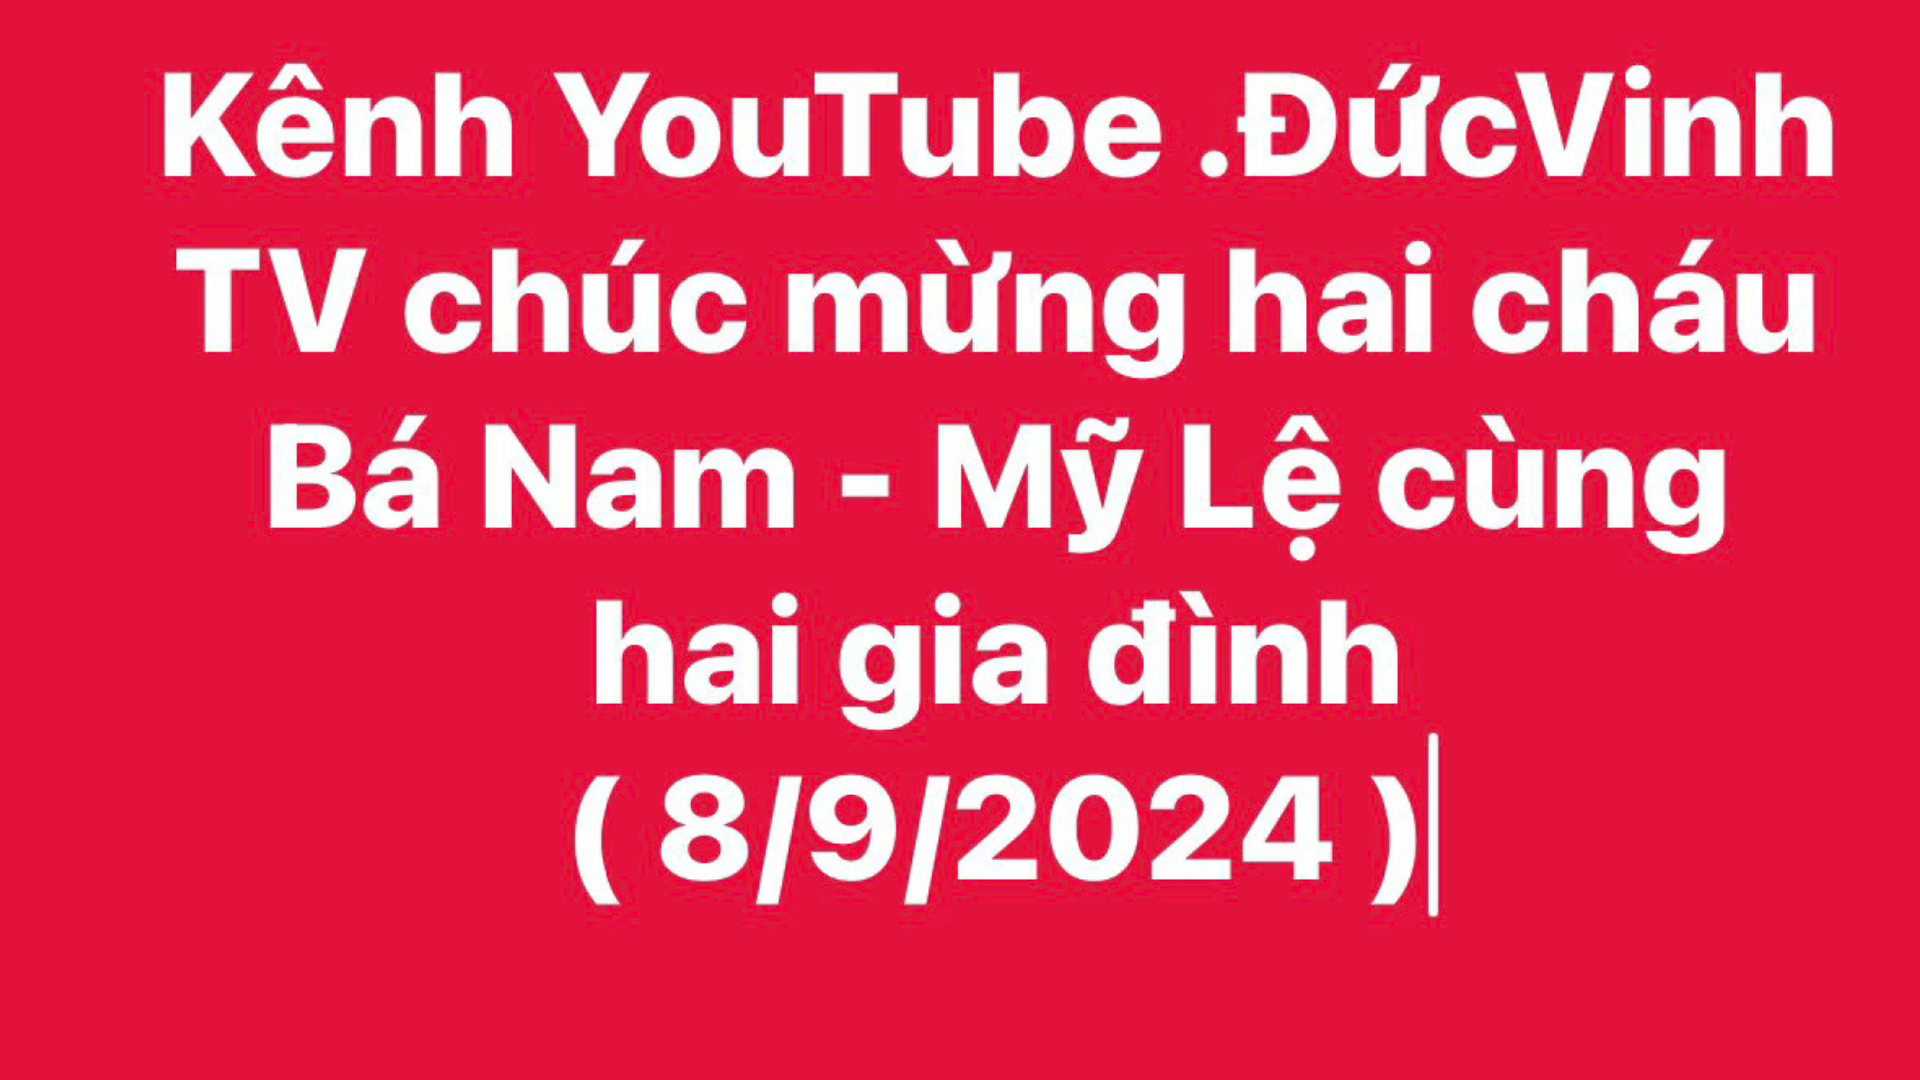 Kênh YouTube .ĐứcVinh
TV chúc mừng hai cháu
Bá Nam - Mỹ Lệ cùng
hai gia đình
( 8/9/2024 )